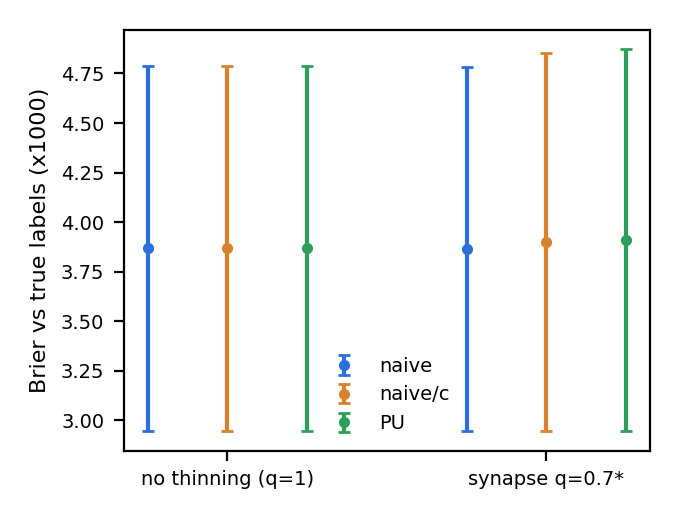 Brier vs true labels (x1000)
4.75
4.50
4.25
4.00
3.75
3.50
3.25
3.00
naive
naive/c
PU
no thinning (q=1)
synapse q=0.7*